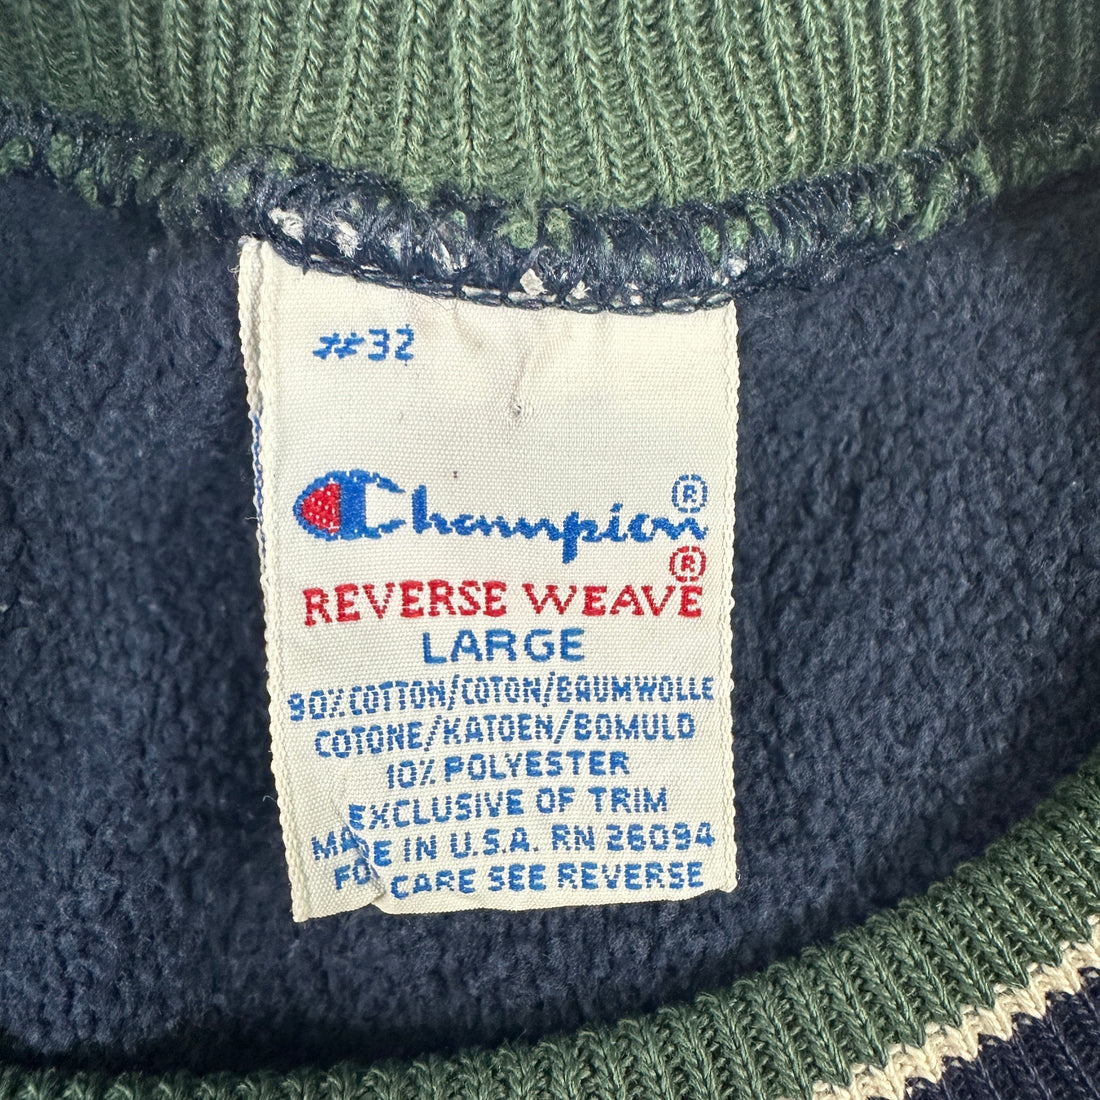 #32
Champion®
REVERSE WEAVE®
LARGE
90% COTTON/COTON/BAUMWOLLE
COTONE/KATOEN/BOMULD
10% POLYESTER
EXCLUSIVE OF TRIM
MADE IN U.S.A. RN 26094
FOR CARE SEE REVERSE